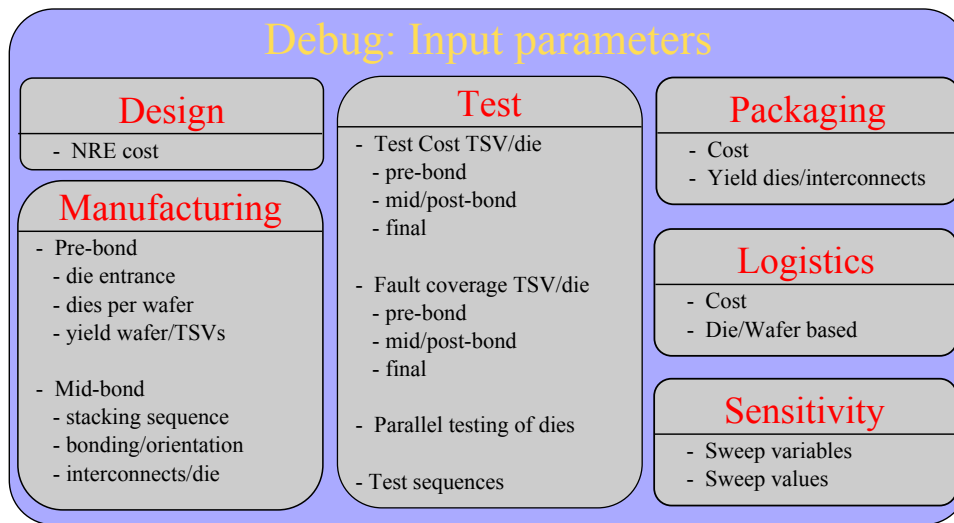 Debug: Input parameters
Design
- NRE cost
Manufacturing
- Pre-bond
- die entrance
- dies per wafer
- yield wafer/TSVs
- Mid-bond
- stacking sequence
- bonding/orientation
- interconnects/die
Test
- Test Cost TSV/die
- pre-bond
- mid/post-bond
- final
- Fault coverage TSV/die
- pre-bond
- mid/post-bond
- final
- Parallel testing of dies
- Test sequences
Packaging
- Cost
- Yield dies/interconnects
Logistics
- Cost
- Die/Wafer based
Sensitivity
- Sweep variables
- Sweep values